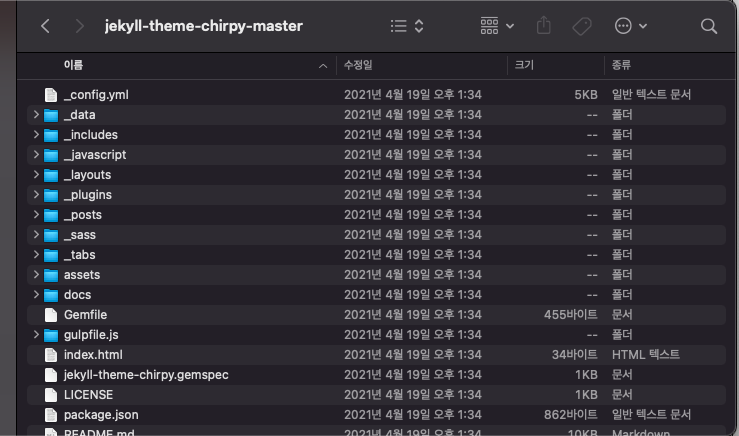 jekyll-theme-chirpy-master
이름 수정일 크기 종류
_config.yml 2021년 4월 19일 오후 1:34 5KB 일반 텍스트 문서
_data 2021년 4월 19일 오후 1:34 -- 폴더
_includes 2021년 4월 19일 오후 1:34 -- 폴더
_javascript 2021년 4월 19일 오후 1:34 -- 폴더
_layouts 2021년 4월 19일 오후 1:34 -- 폴더
_plugins 2021년 4월 19일 오후 1:34 -- 폴더
_posts 2021년 4월 19일 오후 1:34 -- 폴더
_sass 2021년 4월 19일 오후 1:34 -- 폴더
_tabs 2021년 4월 19일 오후 1:34 -- 폴더
assets 2021년 4월 19일 오후 1:34 -- 폴더
docs 2021년 4월 19일 오후 1:34 -- 폴더
Gemfile 2021년 4월 19일 오후 1:34 455바이트 문서
gulpfile.js 2021년 4월 19일 오후 1:34 -- 폴더
index.html 2021년 4월 19일 오후 1:34 34바이트 HTML 텍스트
jekyll-theme-chirpy.gemspec 2021년 4월 19일 오후 1:34 1KB 문서
LICENSE 2021년 4월 19일 오후 1:34 1KB 문서
package.json 2021년 4월 19일 오후 1:34 862바이트 일반 텍스트 문서
README.md 2021년 4월 19일 오후 1:34 10KB Markdown